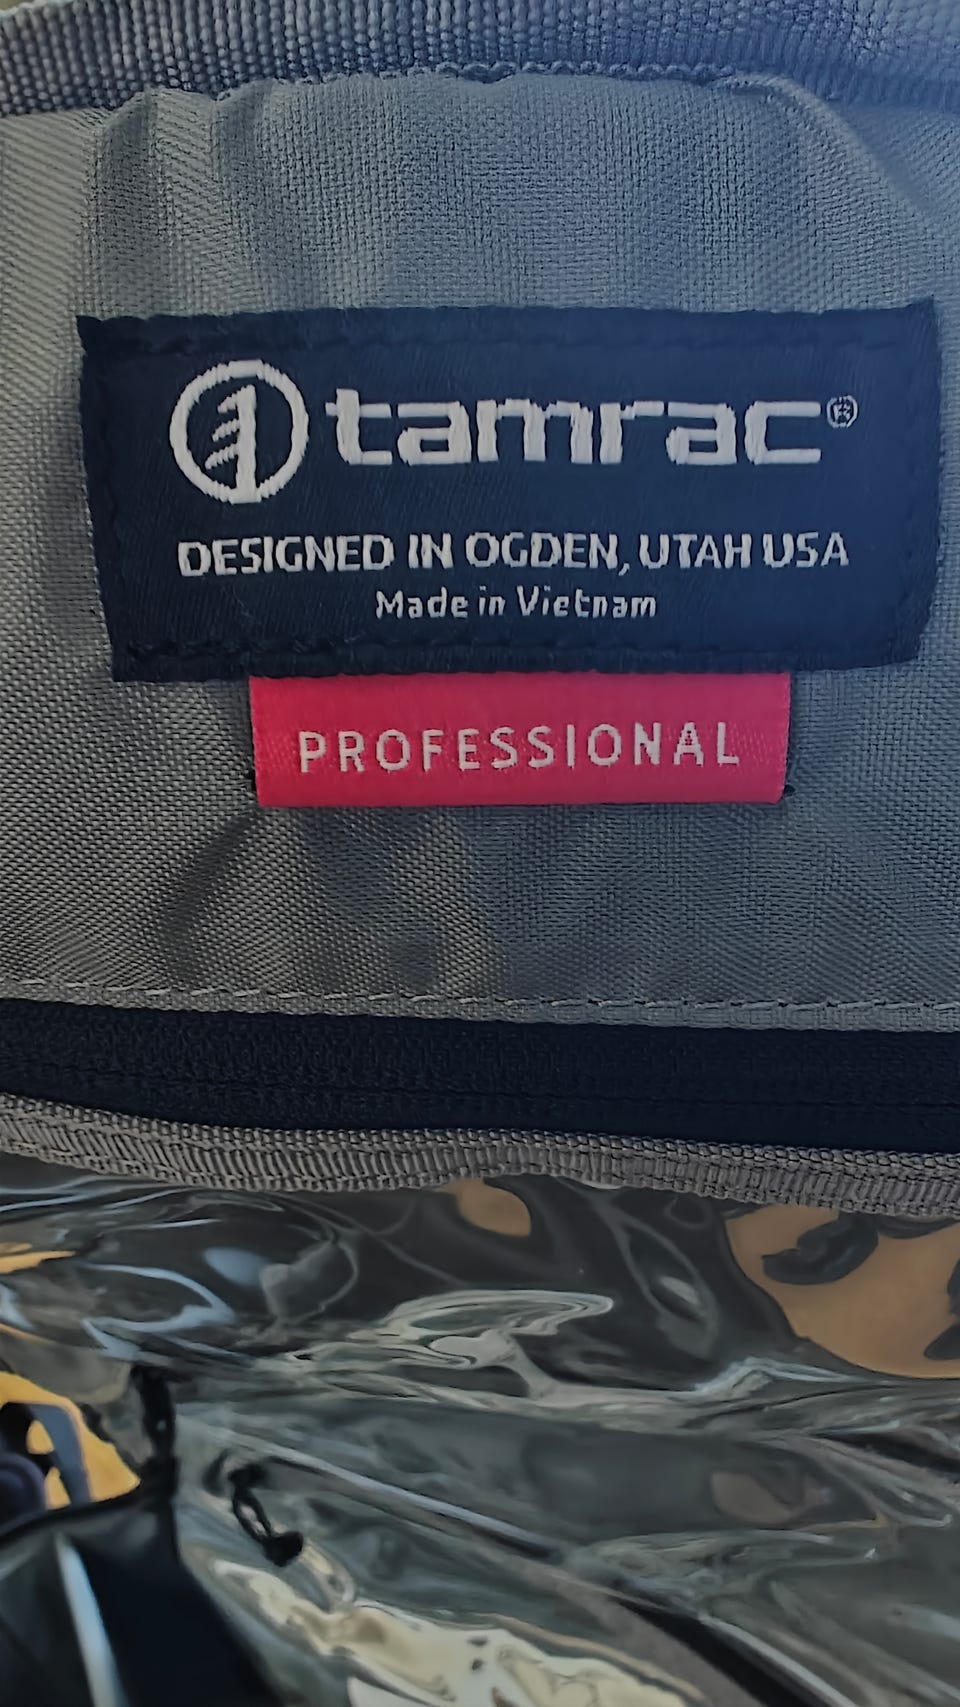 tamrac®
DESIGNED IN OGDEN, UTAH USA
Made in Vietnam
PROFESSIONAL